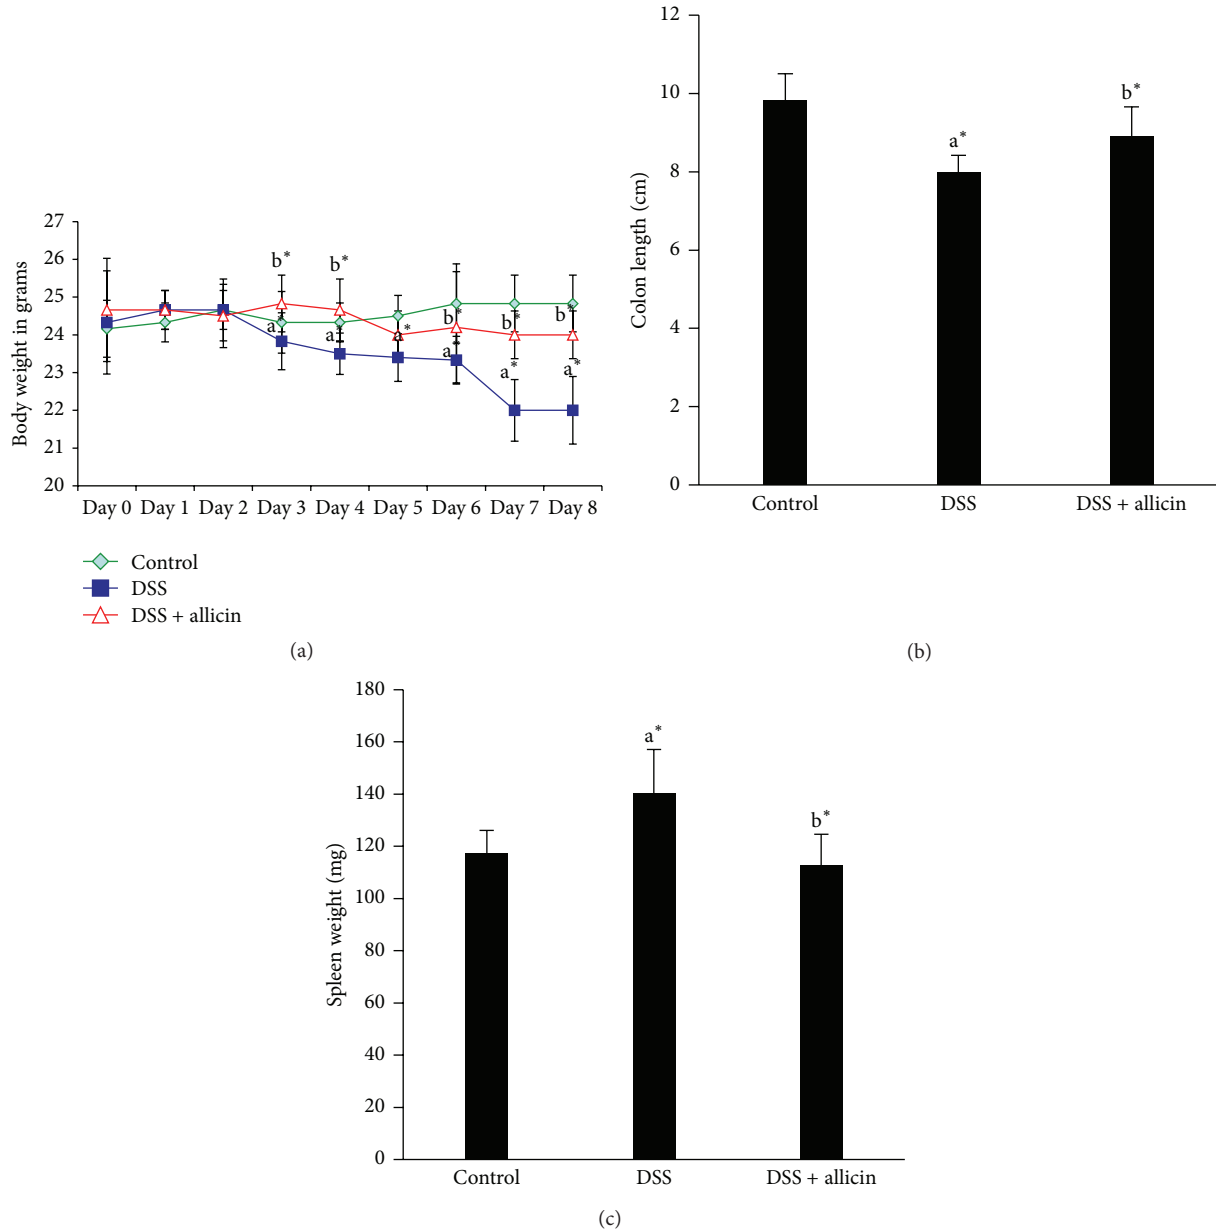 27
26
25
24
23
22
21
20
Body weight in grams
b*
b*
a*
a*
a*
b*
a*
b*
a*
b*
a*
Day 0 Day 1 Day 2 Day 3 Day 4 Day 5 Day 6 Day 7 Day 8
Control
DSS
DSS + allicin
(a)
12
10
8
6
4
2
0
Colon length (cm)
a*
b*
Control DSS DSS + allicin
(b)
180
160
140
120
100
80
60
40
20
0
Spleen weight (mg)
a*
b*
Control DSS DSS + allicin
(c)